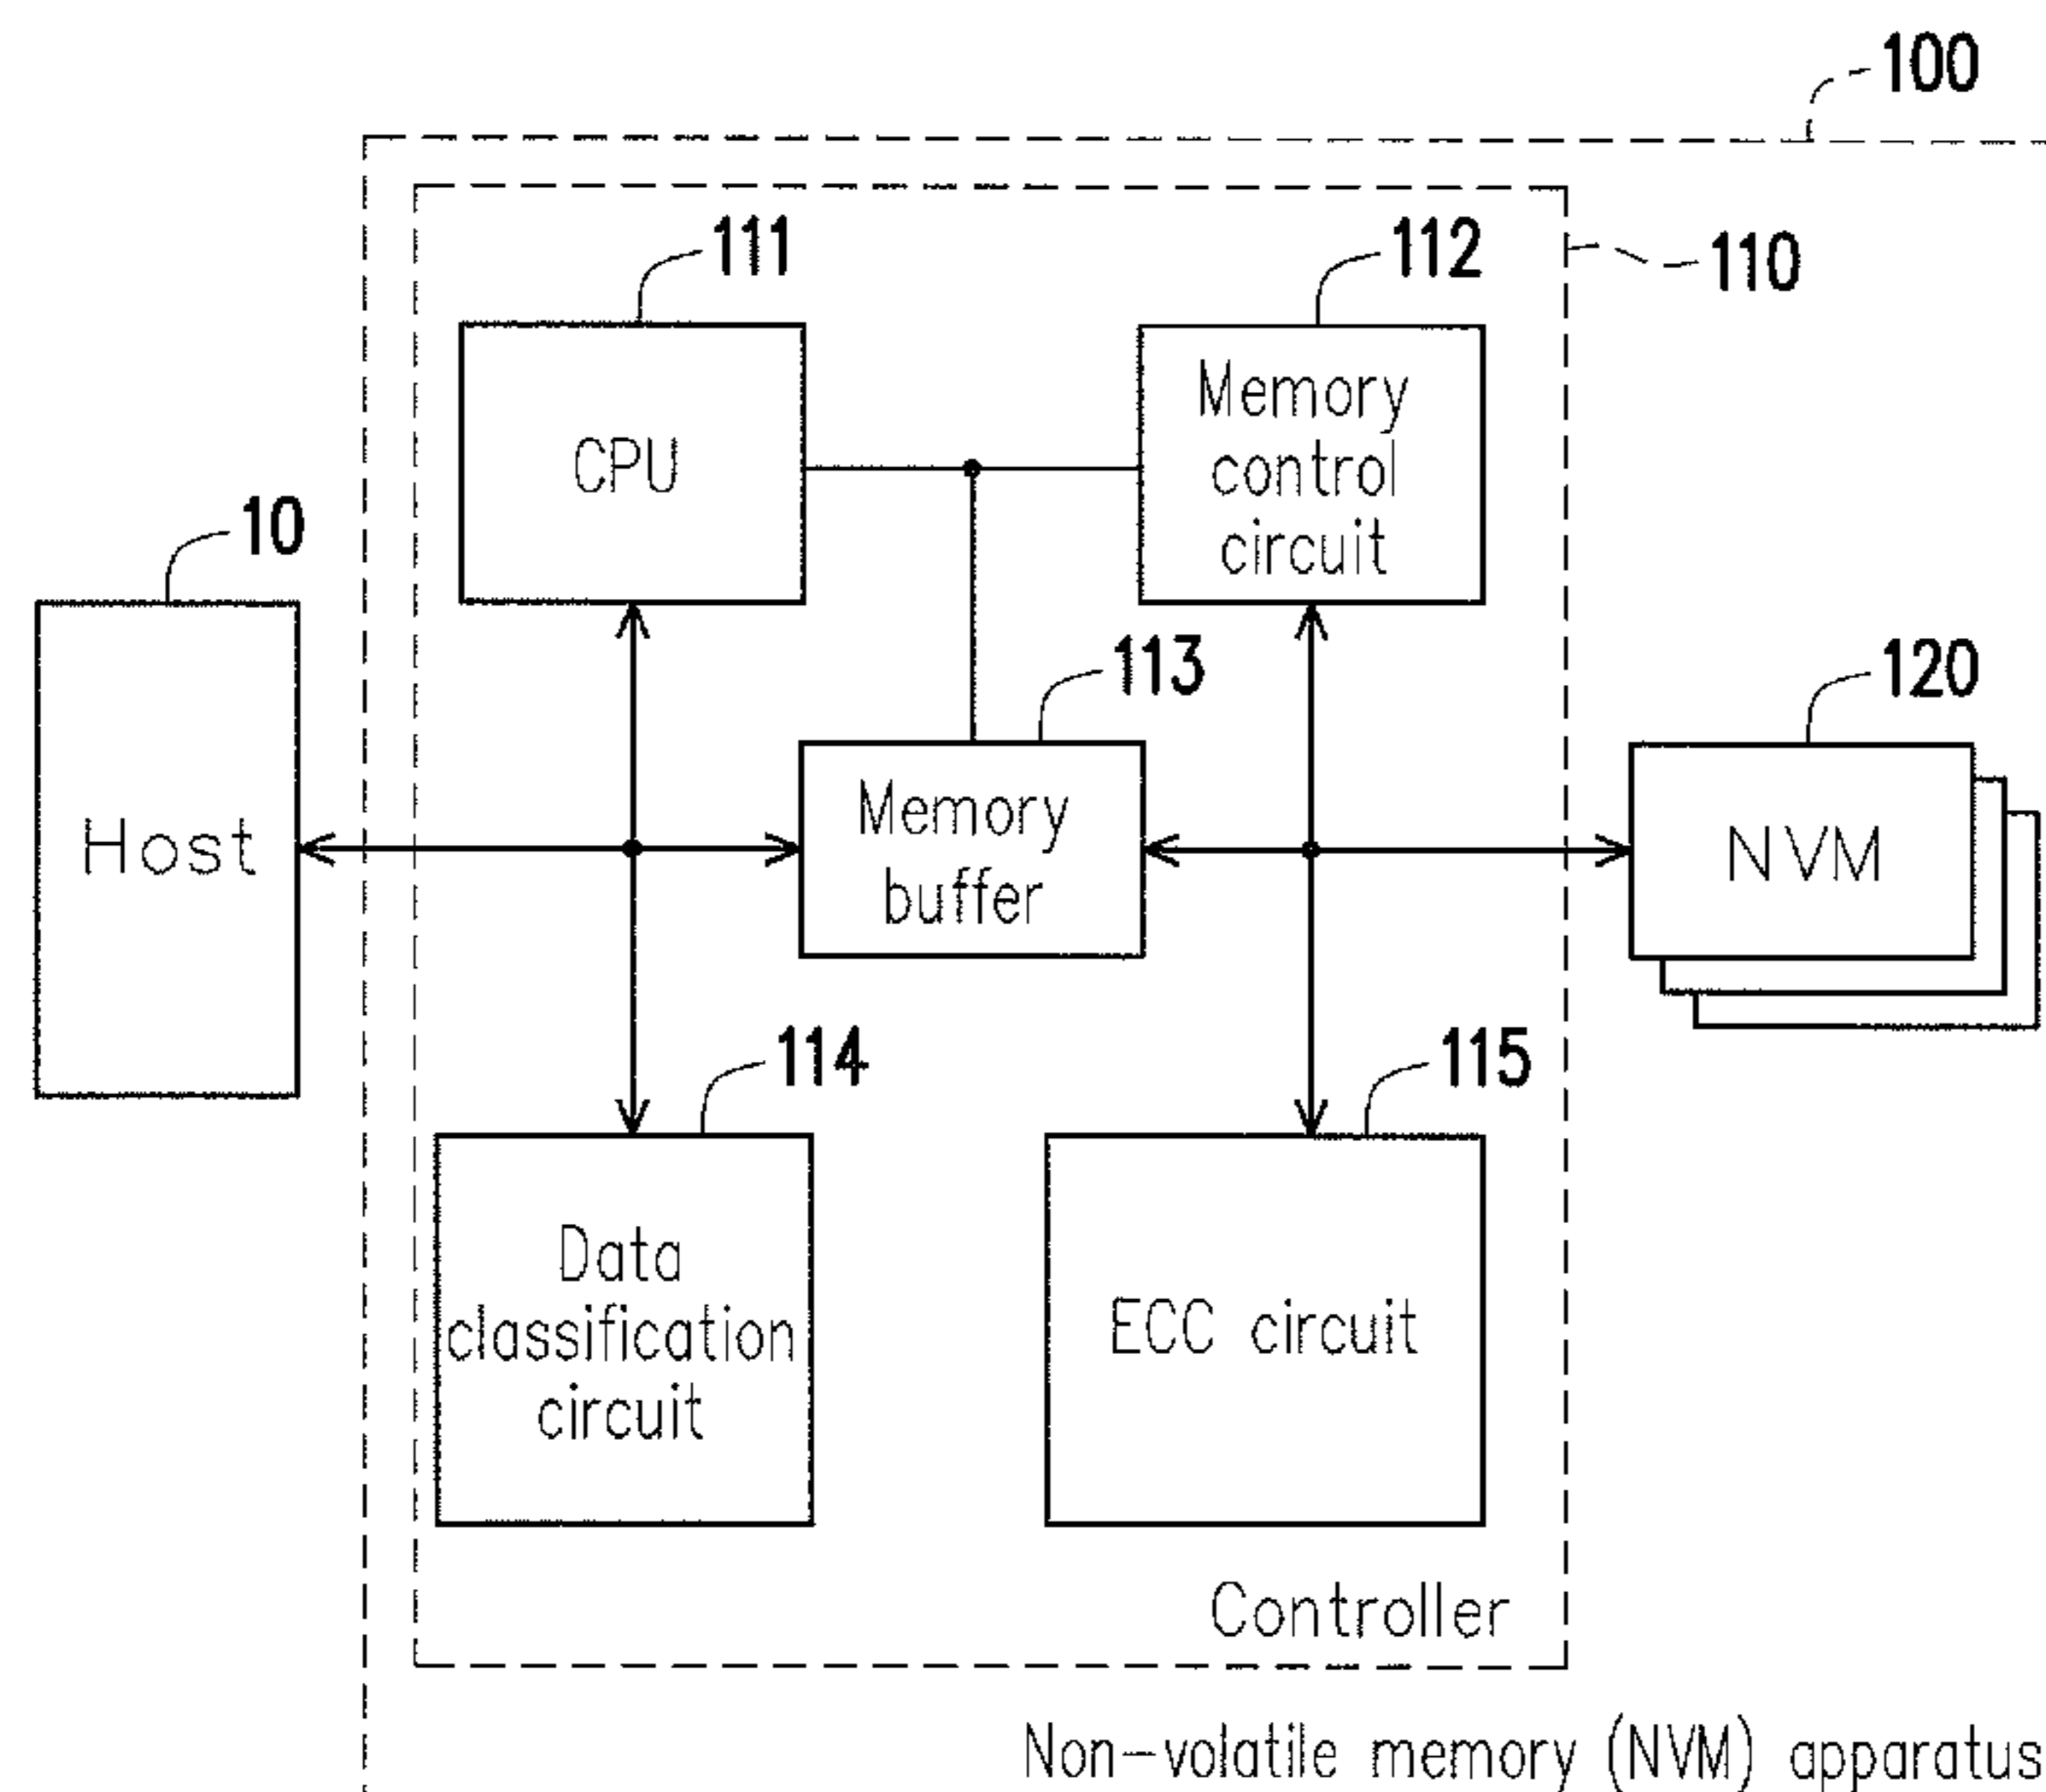 100
111
112
110
CPU
Memory
control
circuit
10
113
120
Host
Memory
buffer
NVM
114
115
Data
classification
circuit
ECC circuit
Controller
Non-volatile memory (NVM) apparatus